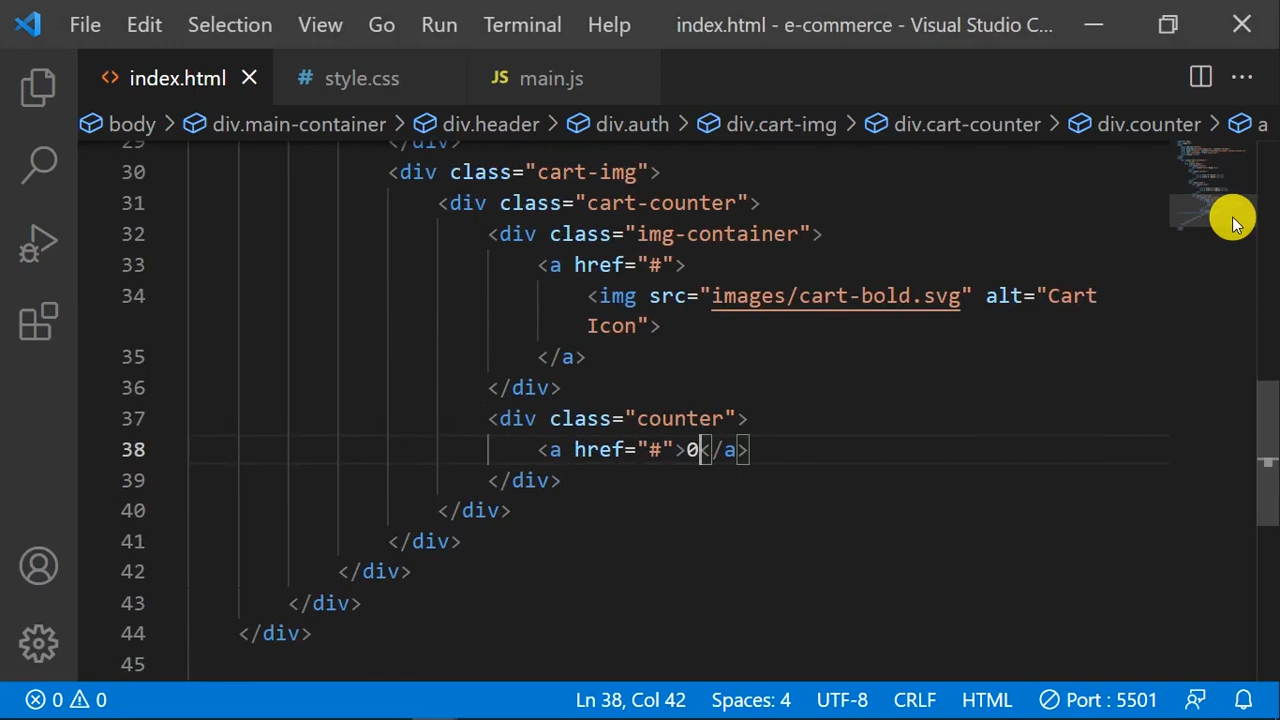 File Edit Selection View Go Run Terminal Help index.html - e-commerce - Visual Studio C...
index.html style.css JS main.js
body div.main-container div.header div.auth div.cart-img div.cart-counter div.counter a
29 </div>
30 <div class="cart-img">
31 <div class="cart-counter">
32 <div class="img-container">
33 <a href="#">
34 <img src="images/cart-bold.svg" alt="Cart
Icon">
35 </a>
36 </div>
37 <div class="counter">
38 <a href="#">0</a>
39 </div>
40 </div>
41 </div>
42 </div>
43 </div>
44 </div>
45
0 0 Ln 38, Col 42 Spaces: 4 UTF-8 CRLF HTML Port : 5501